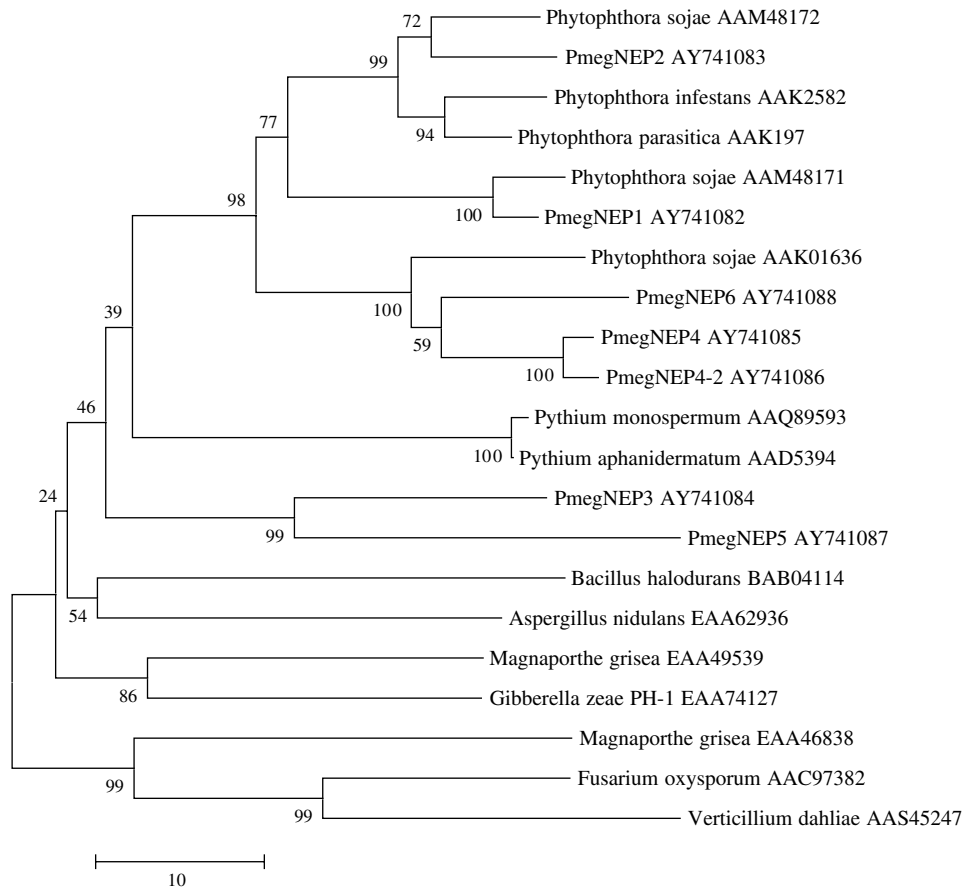 72
Phytophthora sojae AAM48172
99
PmegNEP2 AY741083
Phytophthora infestans AAK2582
77
94
Phytophthora parasitica AAK197
Phytophthora sojae AAM48171
98
100
PmegNEP1 AY741082
Phytophthora sojae AAK01636
100
PmegNEP6 AY741088
39
59
PmegNEP4 AY741085
100
PmegNEP4-2 AY741086
46
Pythium monospermum AAQ89593
100
Pythium aphanidermatum AAD5394
24
PmegNEP3 AY741084
99
PmegNEP5 AY741087
Bacillus halodurans BAB04114
54
Aspergillus nidulans EAA62936
Magnaporthe grisea EAA49539
86
Gibberella zeae PH-1 EAA74127
Magnaporthe grisea EAA46838
99
Fusarium oxysporum AAC97382
99
Verticillium dahliae AAS45247
10